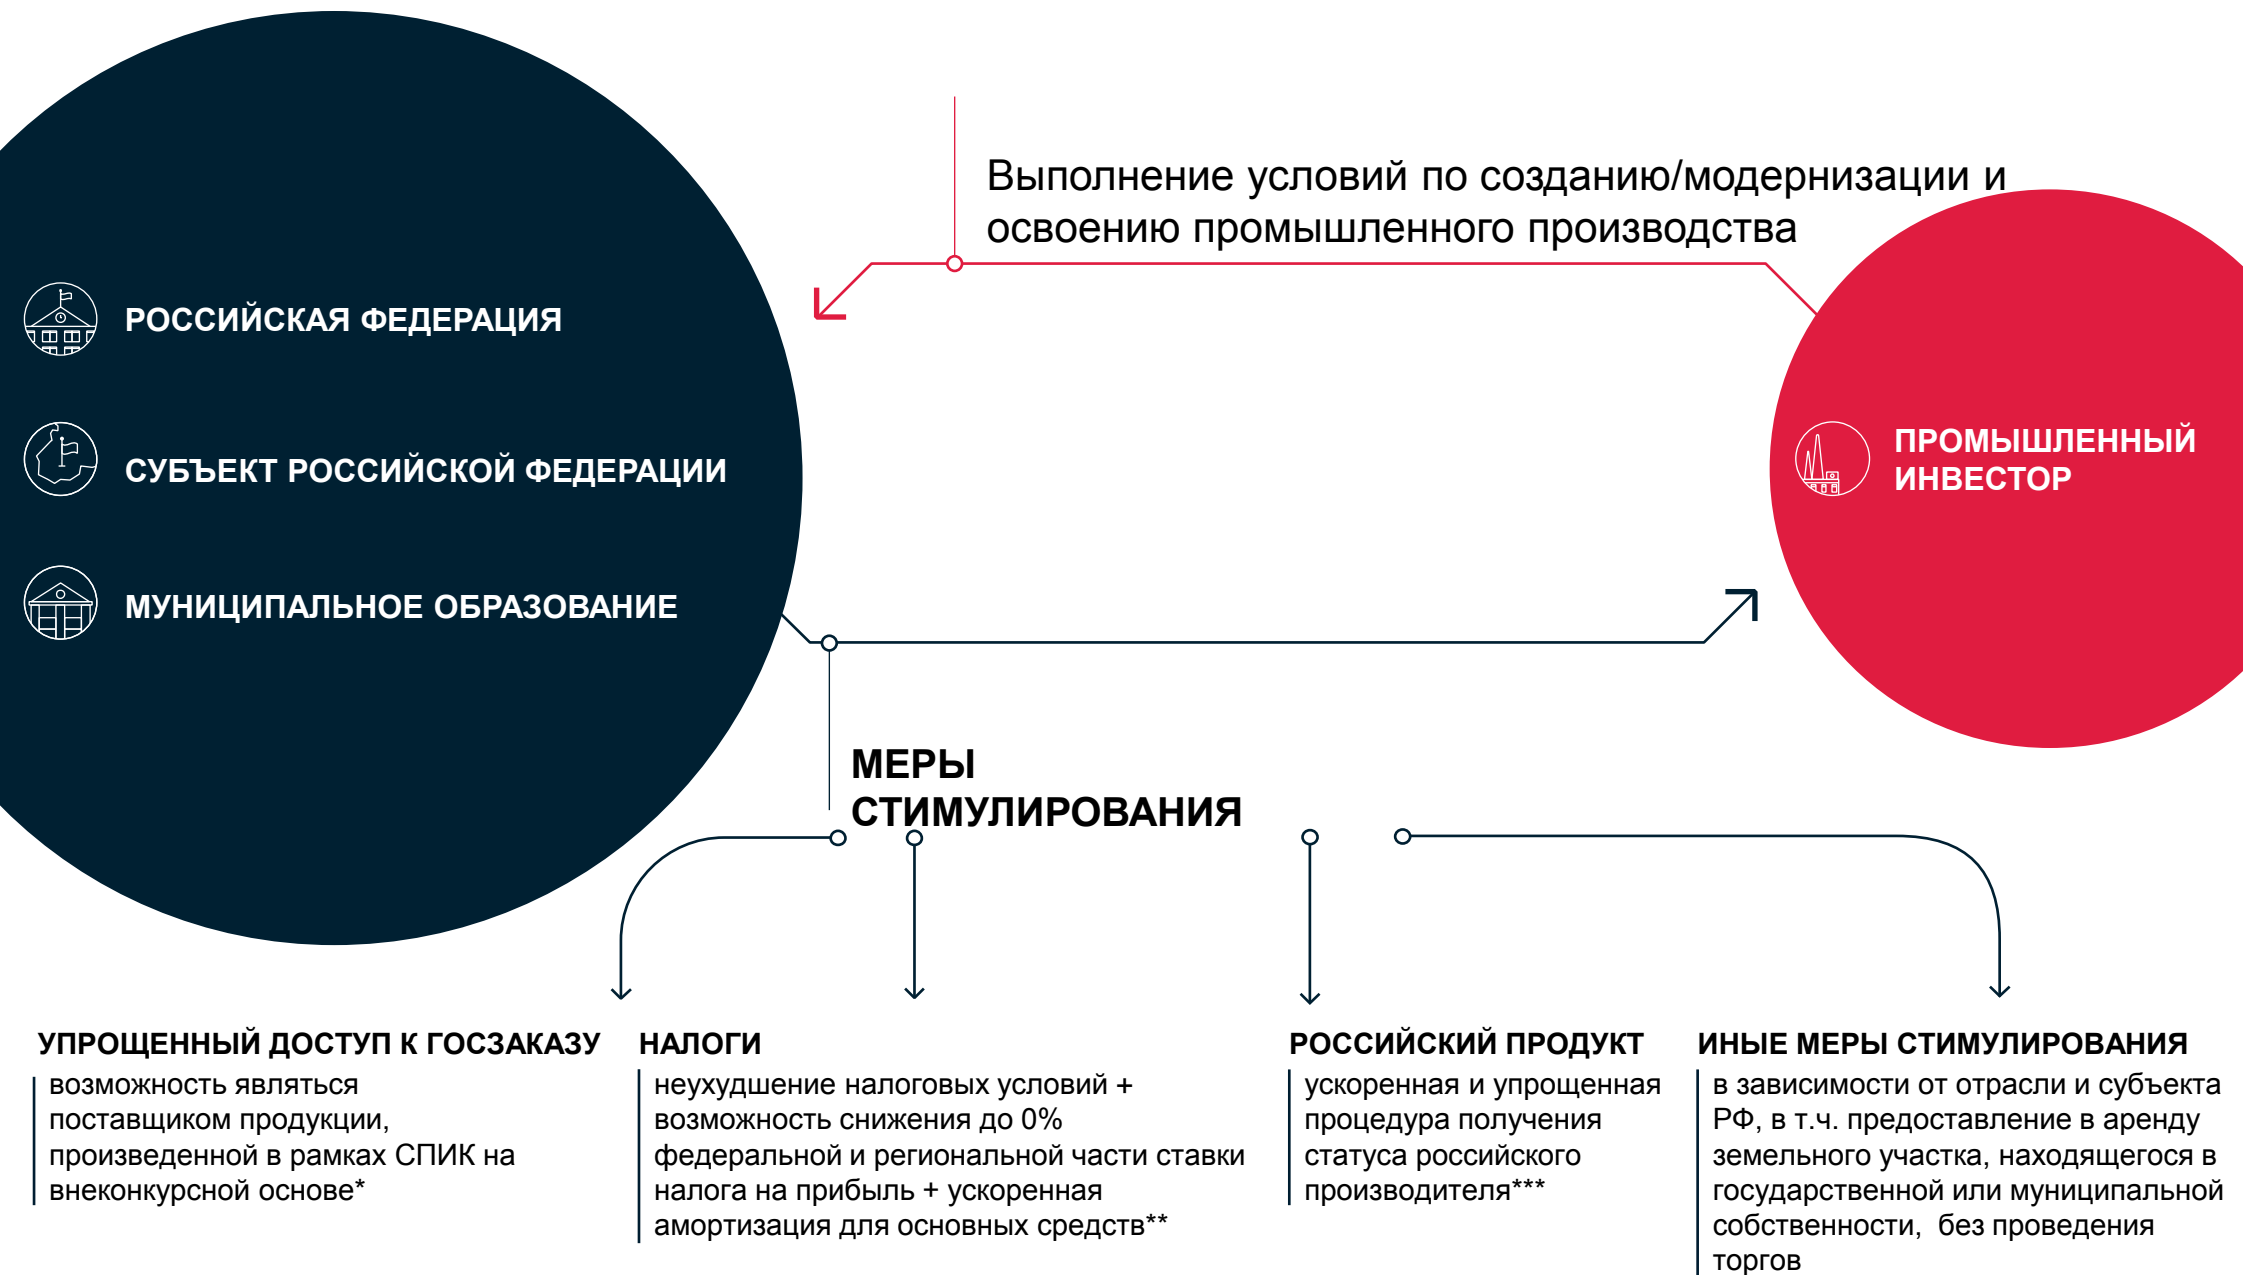 Выполнение условий по созданию/модернизации и
освоению промышленного производства
РОССИЙСКАЯ ФЕДЕРАЦИЯ
СУБЪЕКТ РОССИЙСКОЙ ФЕДЕРАЦИИ
МУНИЦИПАЛЬНОЕ ОБРАЗОВАНИЕ
ПРОМЫШЛЕННЫЙ
ИНВЕСТОР
МЕРЫ
СТИМУЛИРОВАНИЯ
УПРОЩЕННЫЙ ДОСТУП К ГОСЗАКАЗУ
возможность являться
поставщиком продукции,
произведенной в рамках СПИК на
внеконкурсной основе*
НАЛОГИ
неухудшение налоговых условий +
возможность снижения до 0%
федеральной и региональной части ставки
налога на прибыль + ускоренная
амортизация для основных средств**
РОССИЙСКИЙ ПРОДУКТ
ускоренная и упрощенная
процедура получения
статуса российского
производителя***
ИНЫЕ МЕРЫ СТИМУЛИРОВАНИЯ
в зависимости от отрасли и субъекта
РФ, в т.ч. предоставление в аренду
земельного участка, находящегося в
государственной или муниципальной
собственности, без проведения
торгов